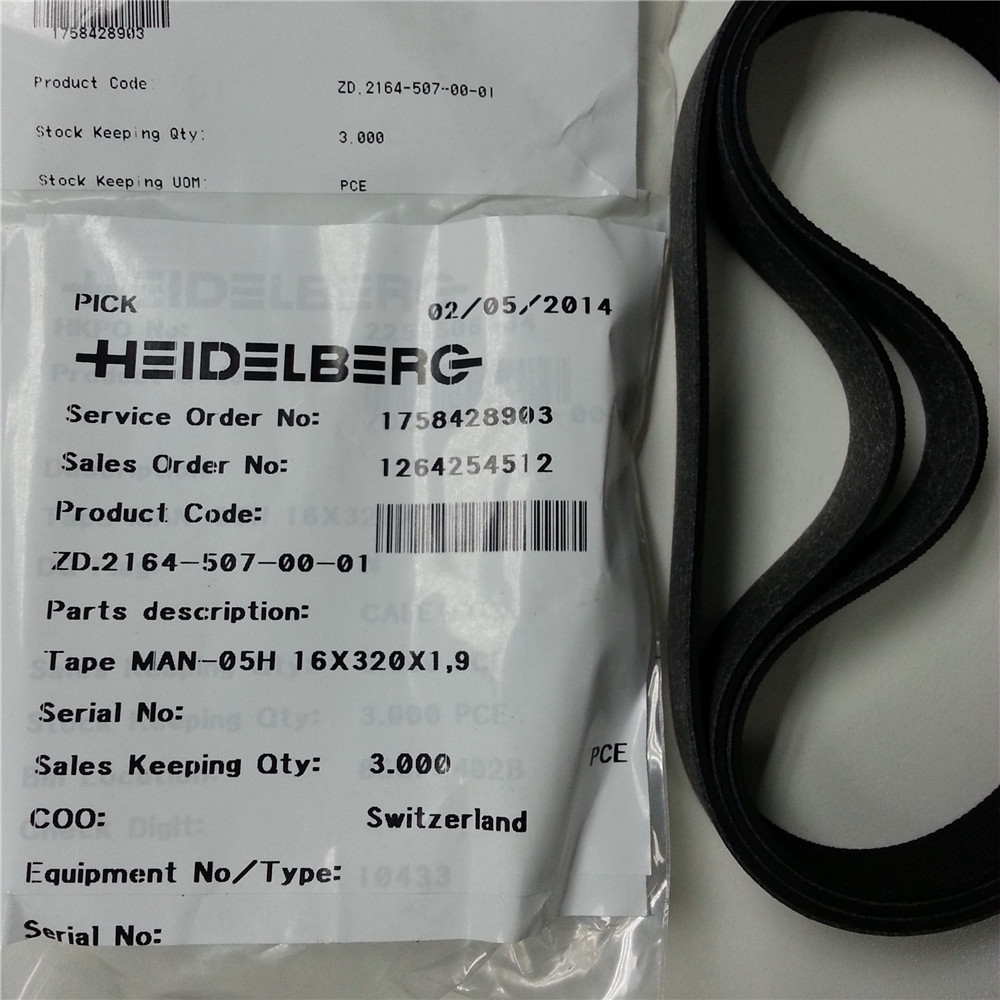 1758428903
Product Code: ZD.2164-507-00-01
Stock Keeping Qty: 3.000
Stock Keeping UOM: PCE
PICK 02/05/2014
HEIDELBERG
Service Order No: 1758428903
Sales Order No: 1264254512
Product Code:
ZD.2164-507-00-01
Parts description:
Tape MAN-05H 16X320X1,9
Serial No:
Sales Keeping Qty: 3.000 PCE
COO: Switzerland
Equipment No/Type:
Serial No: